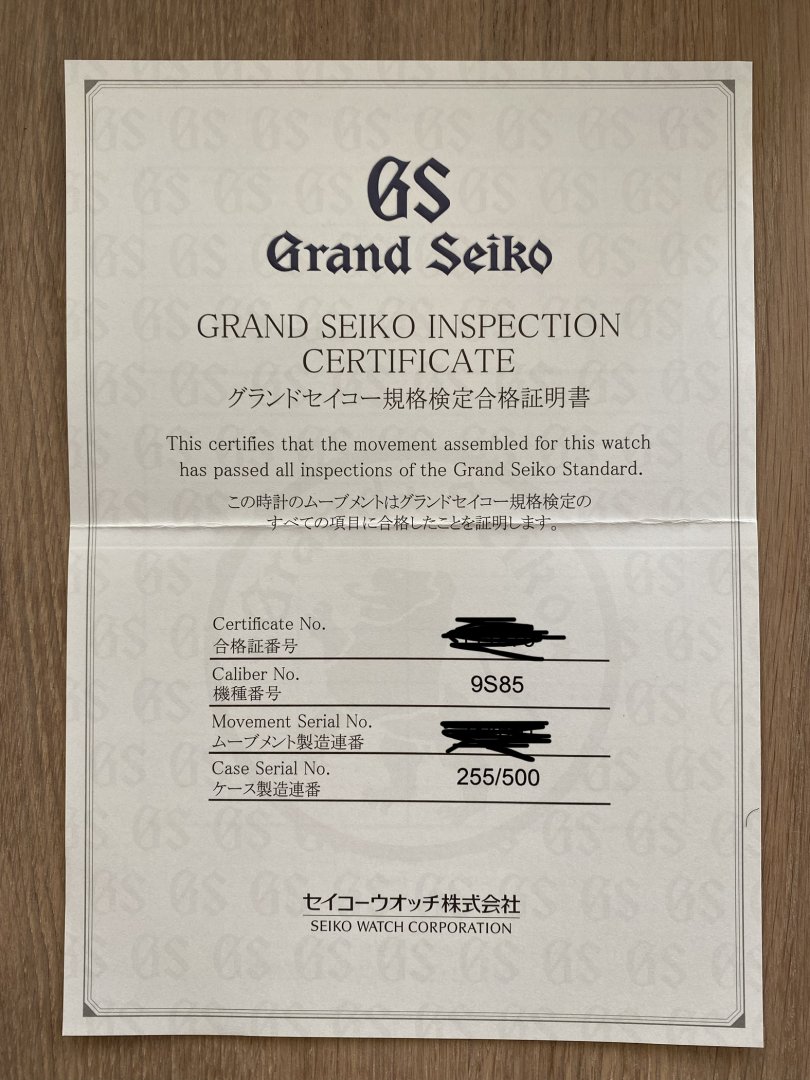 GS
Grand Seiko
GRAND SEIKO INSPECTION
CERTIFICATE
グランドセイコー規格検定合格証明書
This certifies that the movement assembled for this watch
has passed all inspections of the Grand Seiko Standard.
この時計のムーブメントはグランドセイコー規格検定の
すべての項目に合格したことを証明します。
Certificate No.
合格証番号
Caliber No.
機種番号
9S85
Movement Serial No.
ムーブメント製造連番
Case Serial No.
ケース製造連番
255/500
セイコーウオッチ株式会社
SEIKO WATCH CORPORATION